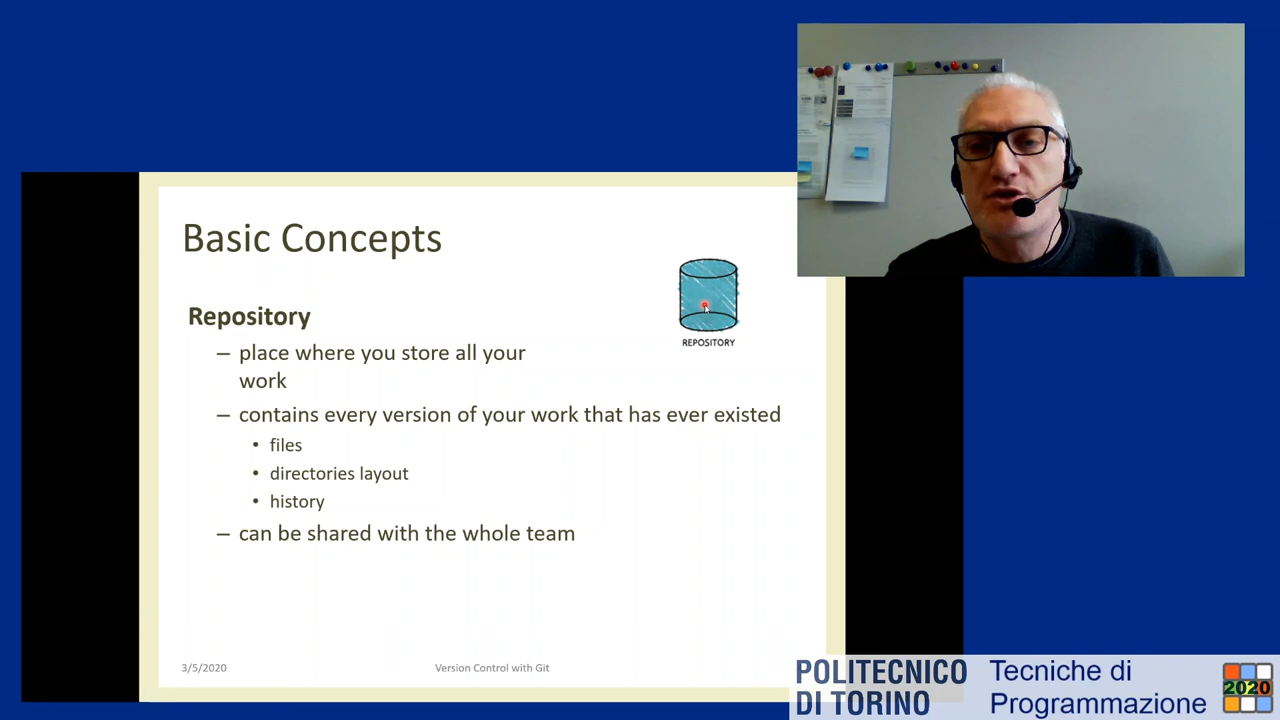 Basic Concepts
REPOSITORY
Repository
– place where you store all your
work
– contains every version of your work that has ever existed
• files
• directories layout
• history
– can be shared with the whole team
3/5/2020
Version Control with Git
POLITECNICO
DI TORINO
Tecniche di
Programmazione
2020